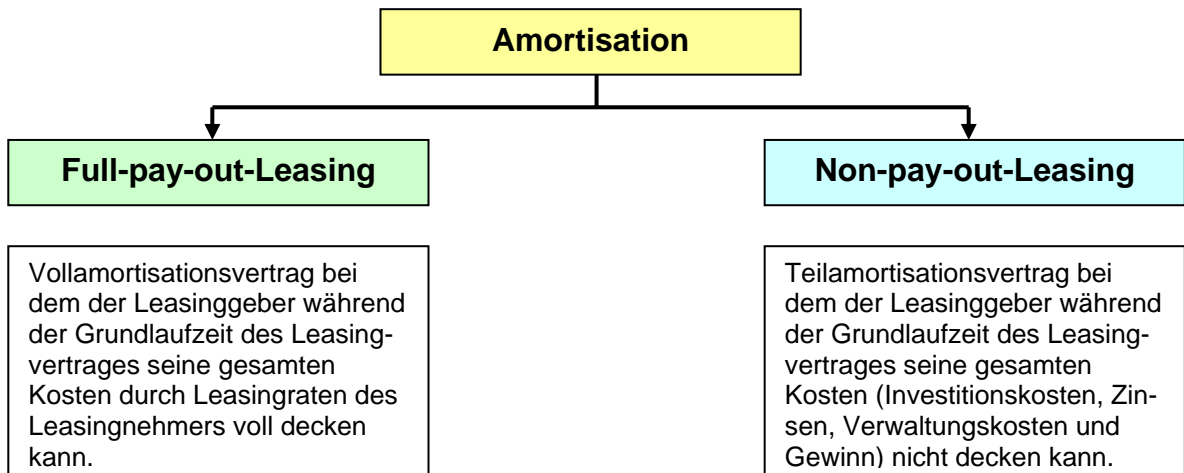 Amortisation
Full-pay-out-Leasing
Non-pay-out-Leasing
Vollamortisationsvertrag bei
dem der Leasinggeber während
der Grundlaufzeit des Leasing-
vertrages seine gesamten
Kosten durch Leasingraten des
Leasingnehmers voll decken
kann.
Teilamortisationsvertrag bei
dem der Leasinggeber während
der Grundlaufzeit des Leasing-
vertrages seine gesamten
Kosten (Investitionskosten, Zin-
sen, Verwaltungskosten und
Gewinn) nicht decken kann.